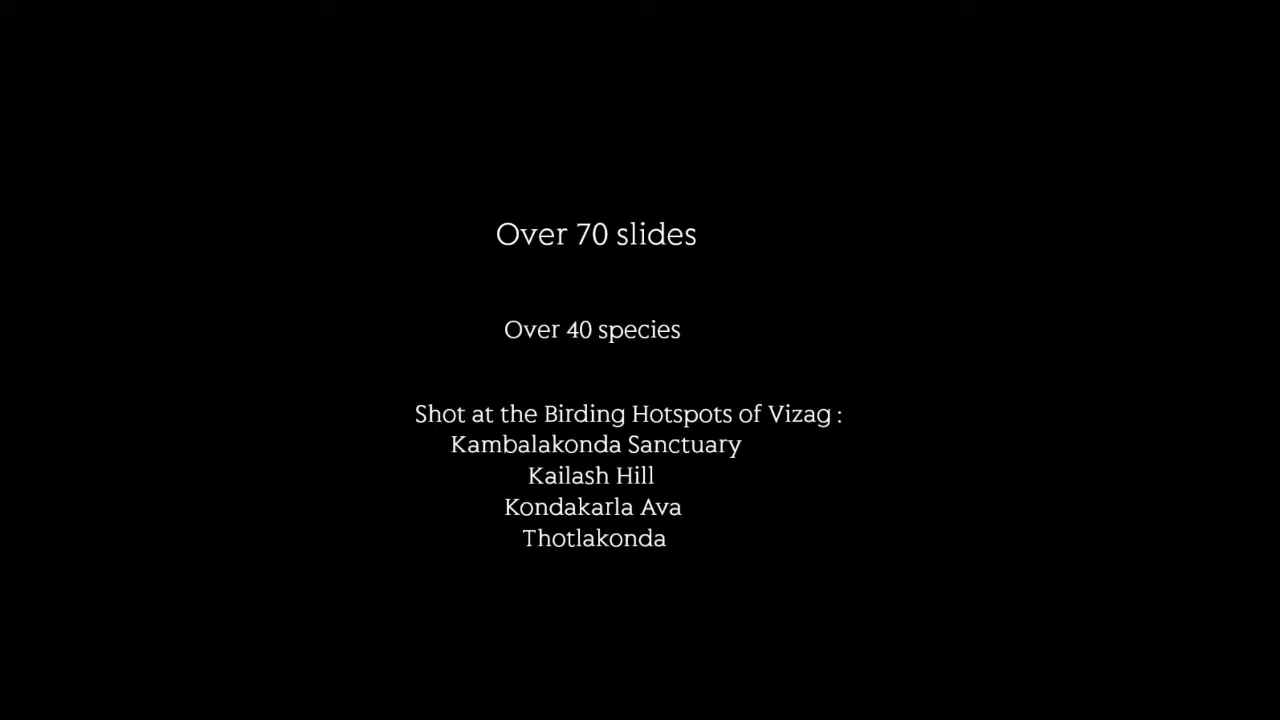 Over 70 slides
Over 40 species
Shot at the Birding Hotspots of Vizag :
Kambalakonda Sanctuary
Kailash Hill
Kondakarla Ava
Thotlakonda